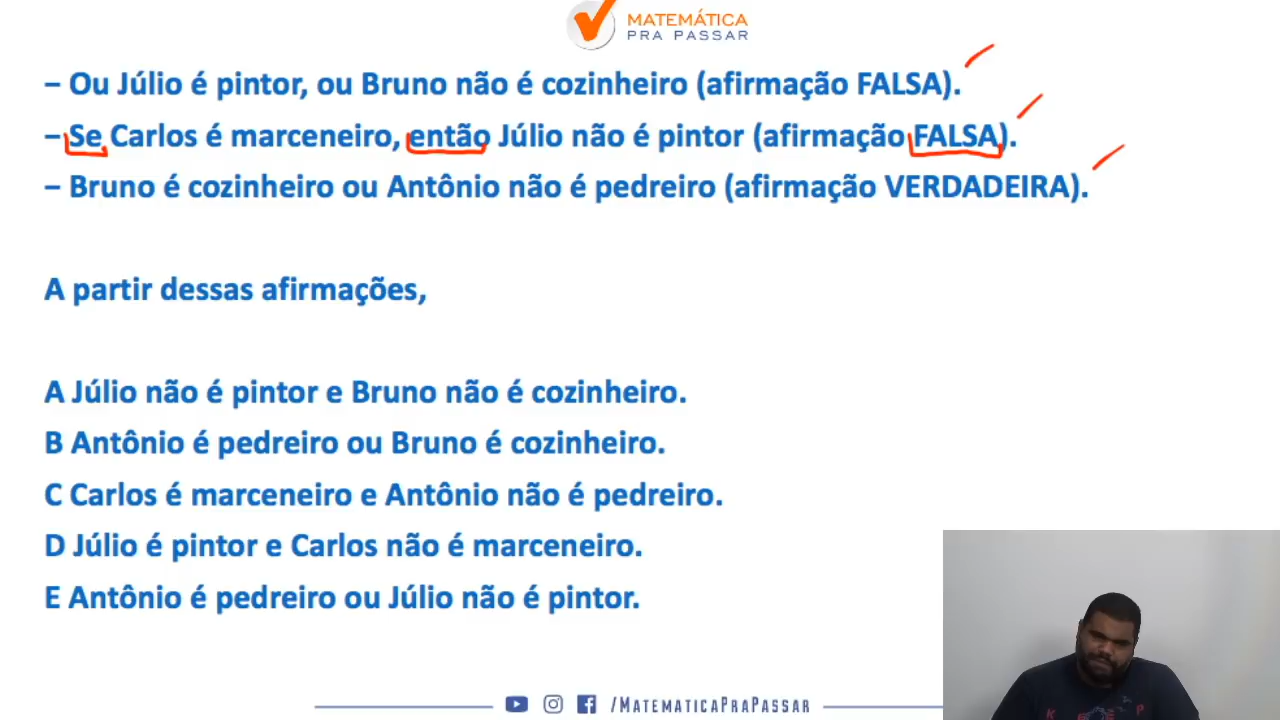 MATEMÁTICA
PRA PASSAR
– Ou Júlio é pintor, ou Bruno não é cozinheiro (afirmação FALSA).
– Se Carlos é marceneiro, então Júlio não é pintor (afirmação FALSA).
– Bruno é cozinheiro ou Antônio não é pedreiro (afirmação VERDADEIRA).
A partir dessas afirmações,
A Júlio não é pintor e Bruno não é cozinheiro.
B Antônio é pedreiro ou Bruno é cozinheiro.
C Carlos é marceneiro e Antônio não é pedreiro.
D Júlio é pintor e Carlos não é marceneiro.
E Antônio é pedreiro ou Júlio não é pintor.
/MATEMATICAPRAPASSAR